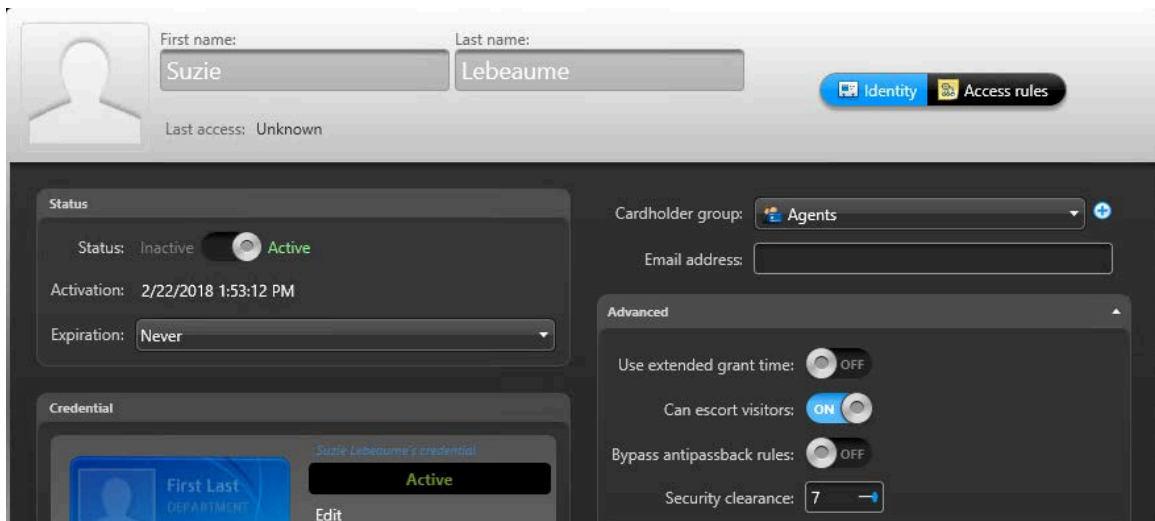 First name:
Last name:
Suzie
Lebeaume
Identity
Access rules
Last access: Unknown
Status
Status: Inactive Active
Activation: 2/22/2018 1:53:12 PM
Expiration: Never
Cardholder group: Agents
Email address:
Advanced
Use extended grant time: OFF
Can escort visitors: ON
Bypass antipassback rules: OFF
Security clearance: 7
Credential
Suzie Lebeaume's credential
Active
First Last
DEPARTMENT
Edit